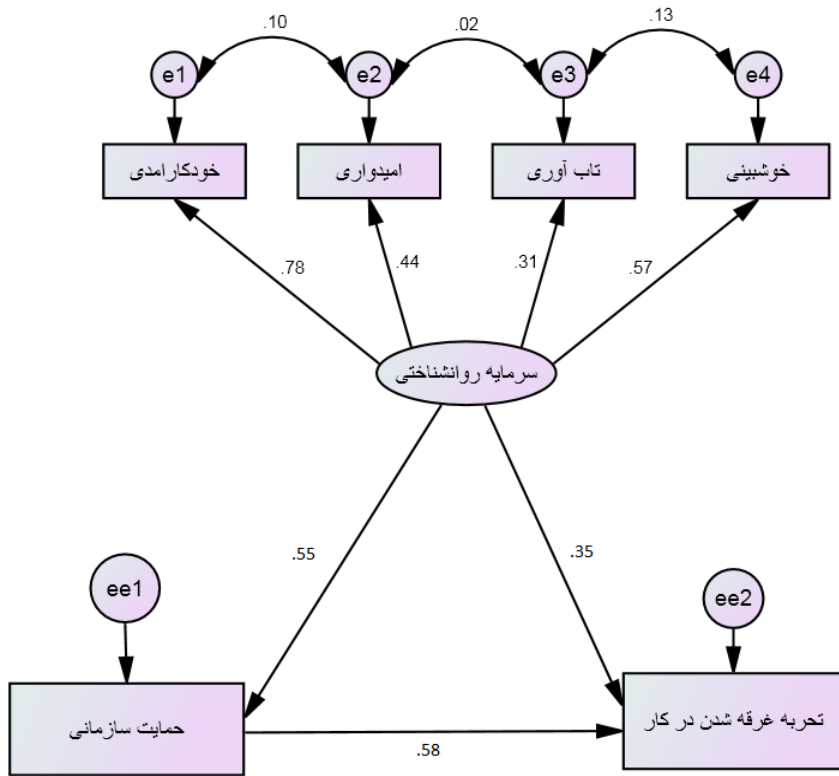 .10
.02
.13
e1
e2
e3
e4
خودکارامدی
امیدواری
تاب آوری
خوشبینی
.78
.44
.31
.57
سرمایه روانشناختی
.55
.35
ee1
ee2
حمایت سازمانی
تجربه غرقه شدن در کار
.58